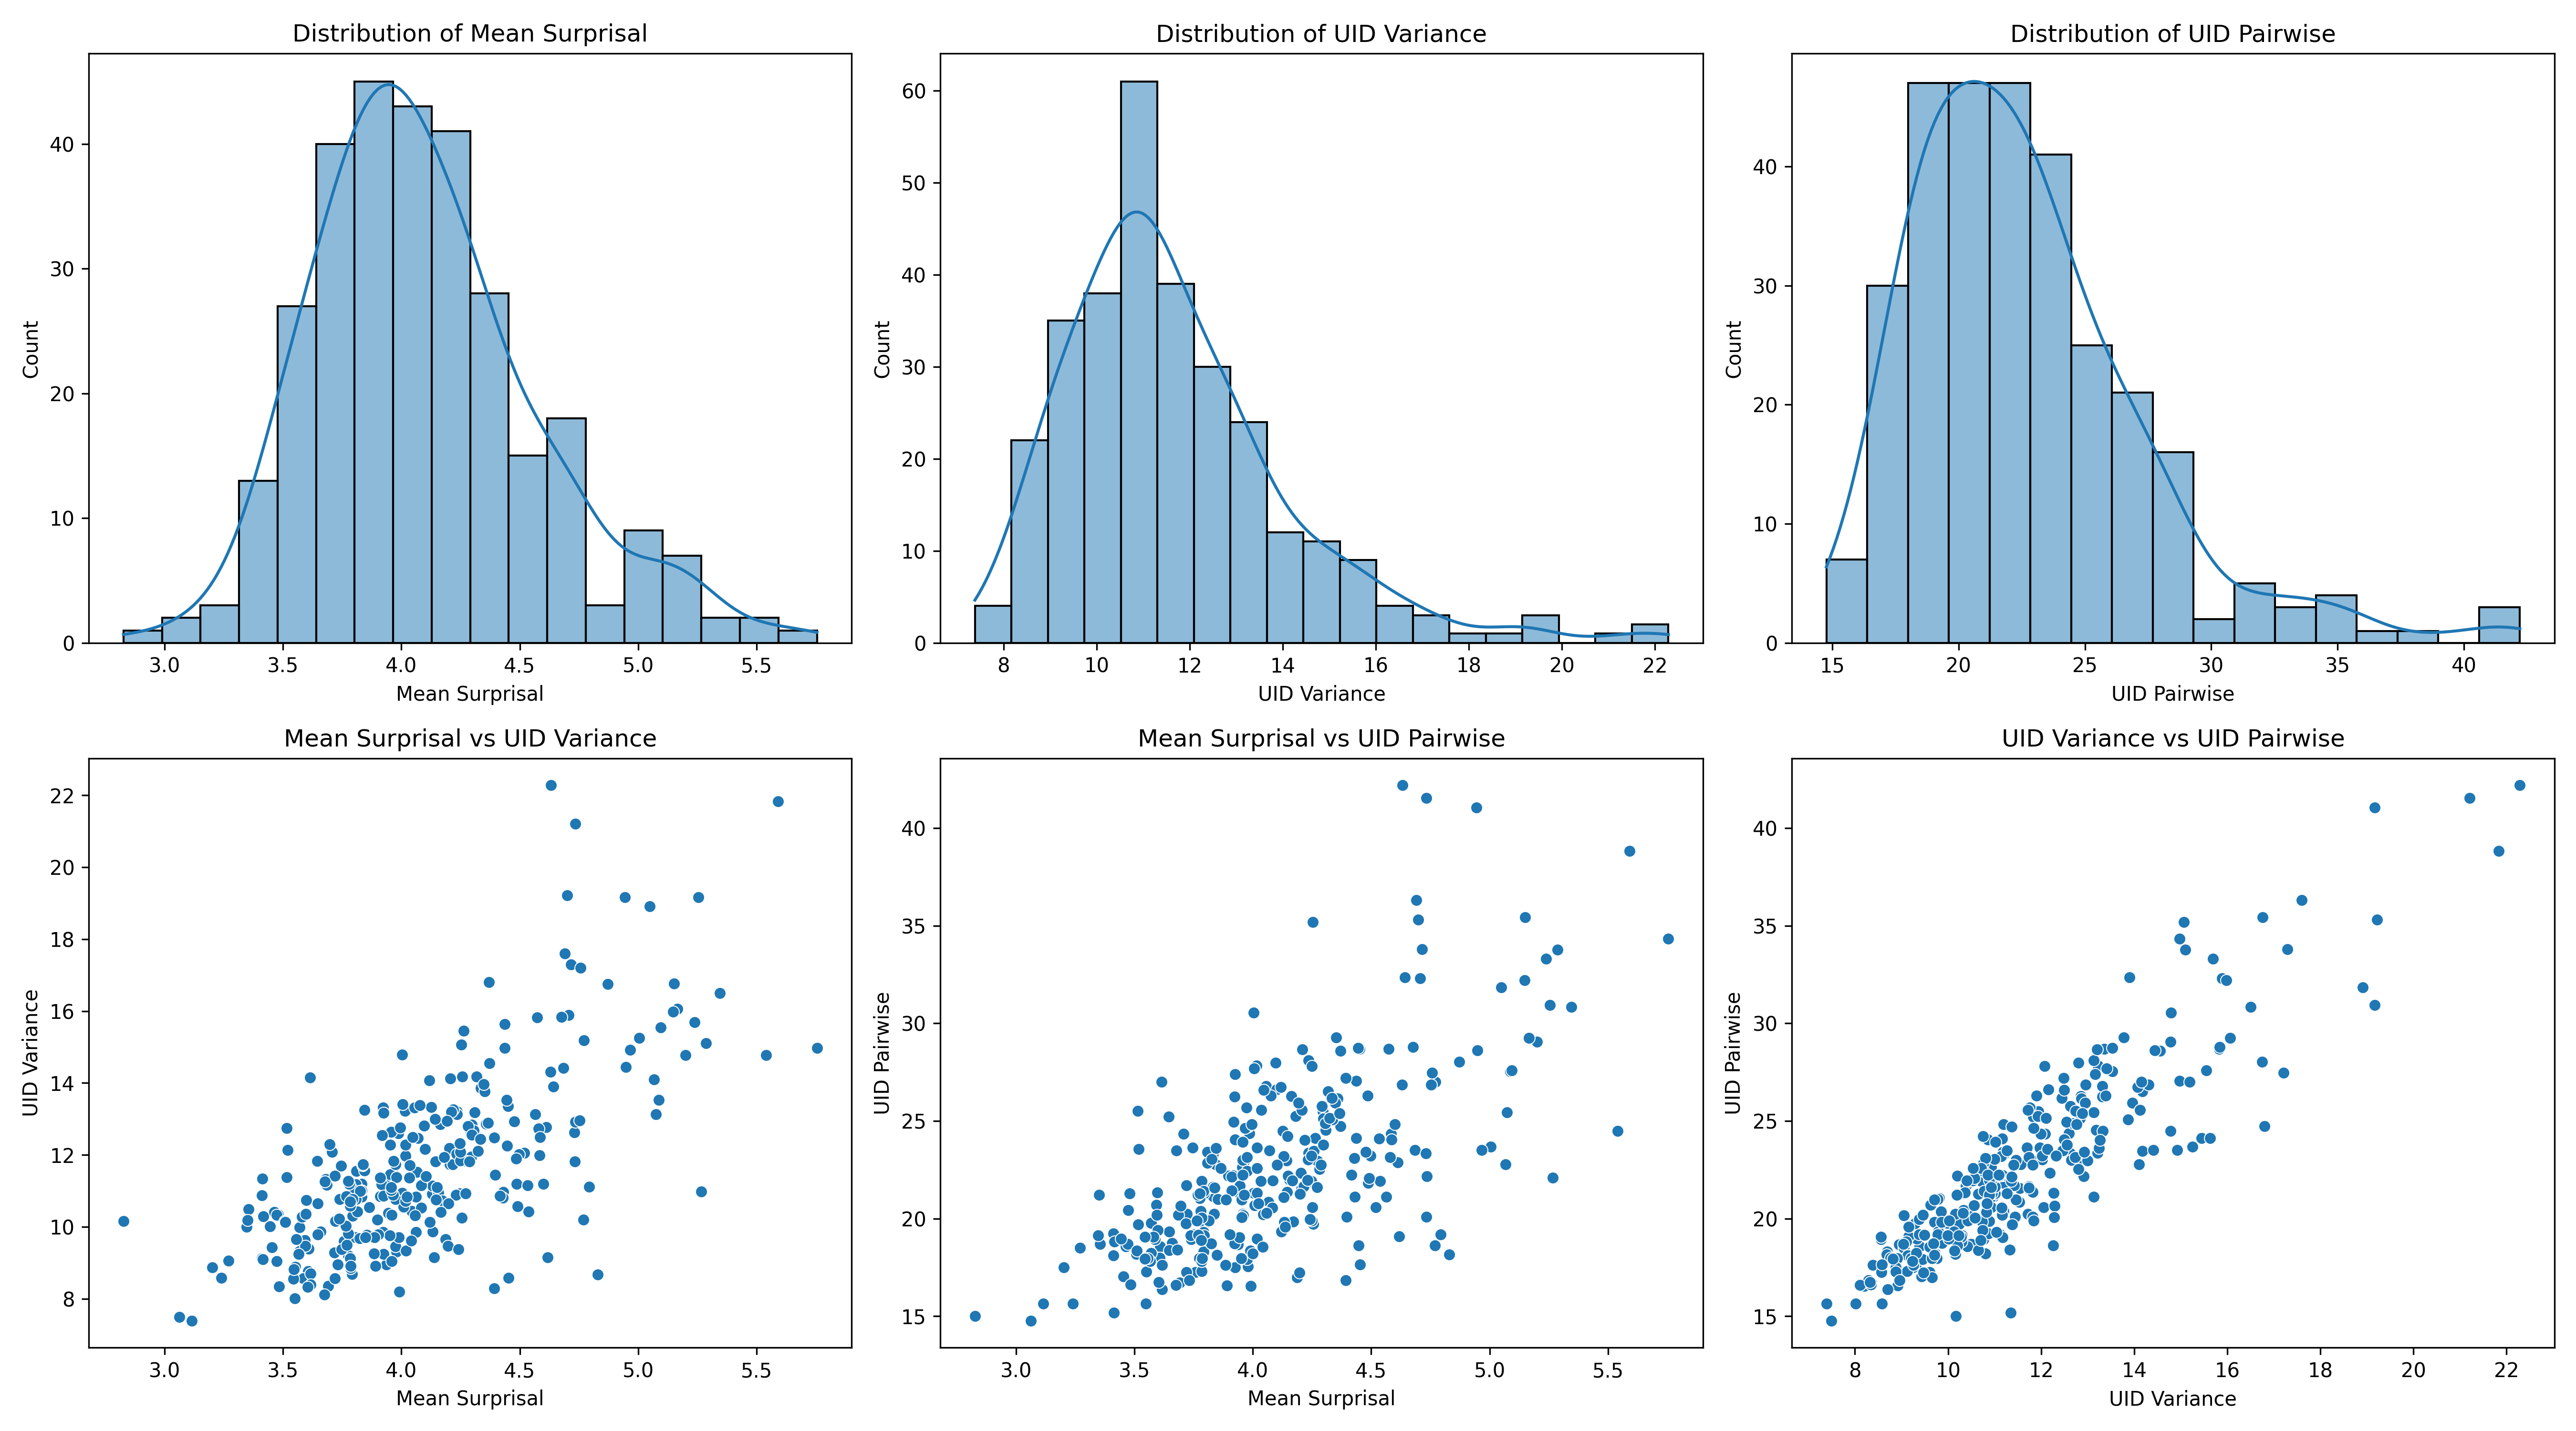 Distribution of Mean Surprisal
Count
0
10
20
30
40
3.0 3.5 4.0 4.5 5.0 5.5
Mean Surprisal
Distribution of UID Variance
Count
0
10
20
30
40
50
60
8 10 12 14 16 18 20 22
UID Variance
Distribution of UID Pairwise
Count
0
10
20
30
40
15 20 25 30 35 40
UID Pairwise
Mean Surprisal vs UID Variance
UID Variance
22
20
18
16
14
12
10
8
3.0 3.5 4.0 4.5 5.0 5.5
Mean Surprisal
Mean Surprisal vs UID Pairwise
UID Pairwise
40
35
30
25
20
15
3.0 3.5 4.0 4.5 5.0 5.5
Mean Surprisal
UID Variance vs UID Pairwise
UID Pairwise
40
35
30
25
20
15
8 10 12 14 16 18 20 22
UID Variance